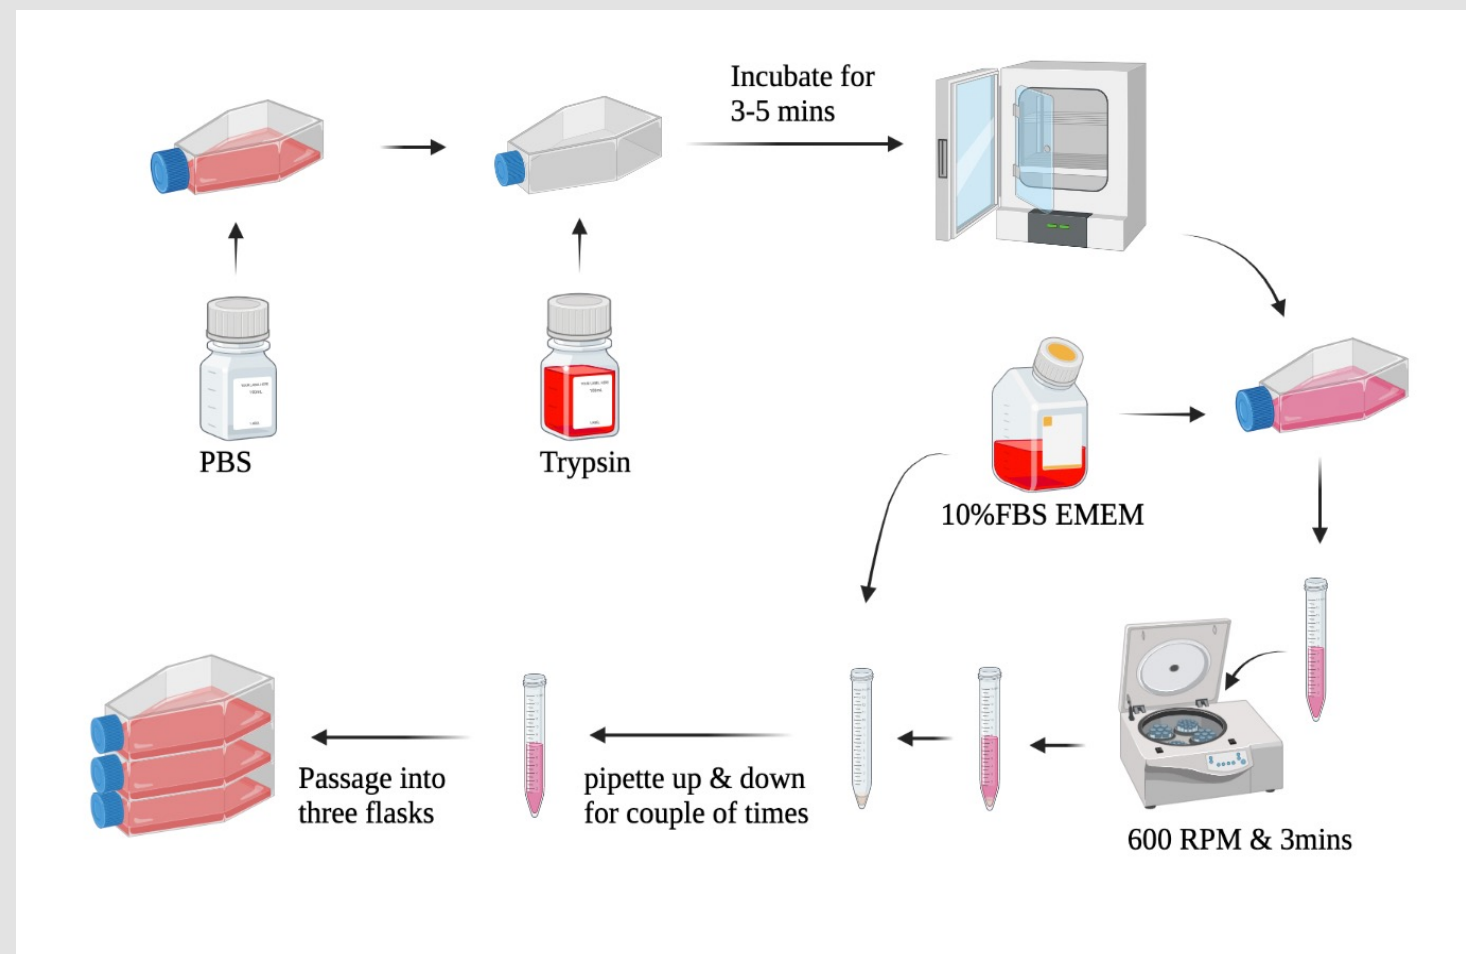 Incubate for
3-5 mins
PBS
Trypsin
10%FBS EMEM
600 RPM & 3mins
pipette up & down
for couple of times
Passage into
three flasks